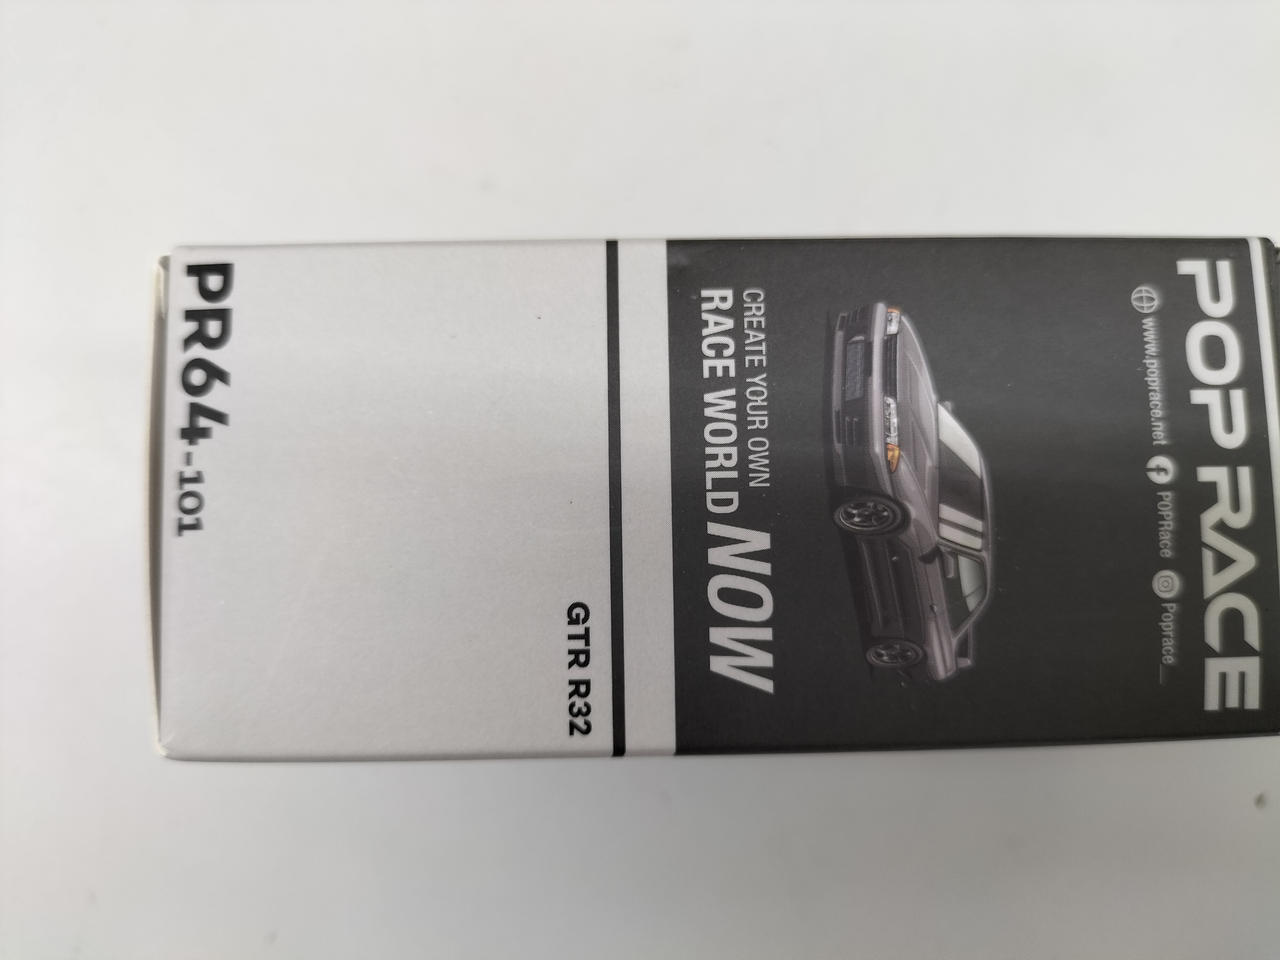 POP RACE
www.poprace.net POPRace Poprace_
CREATE YOUR OWN
RACE WORLD NOW
GTR R32
PR64-101